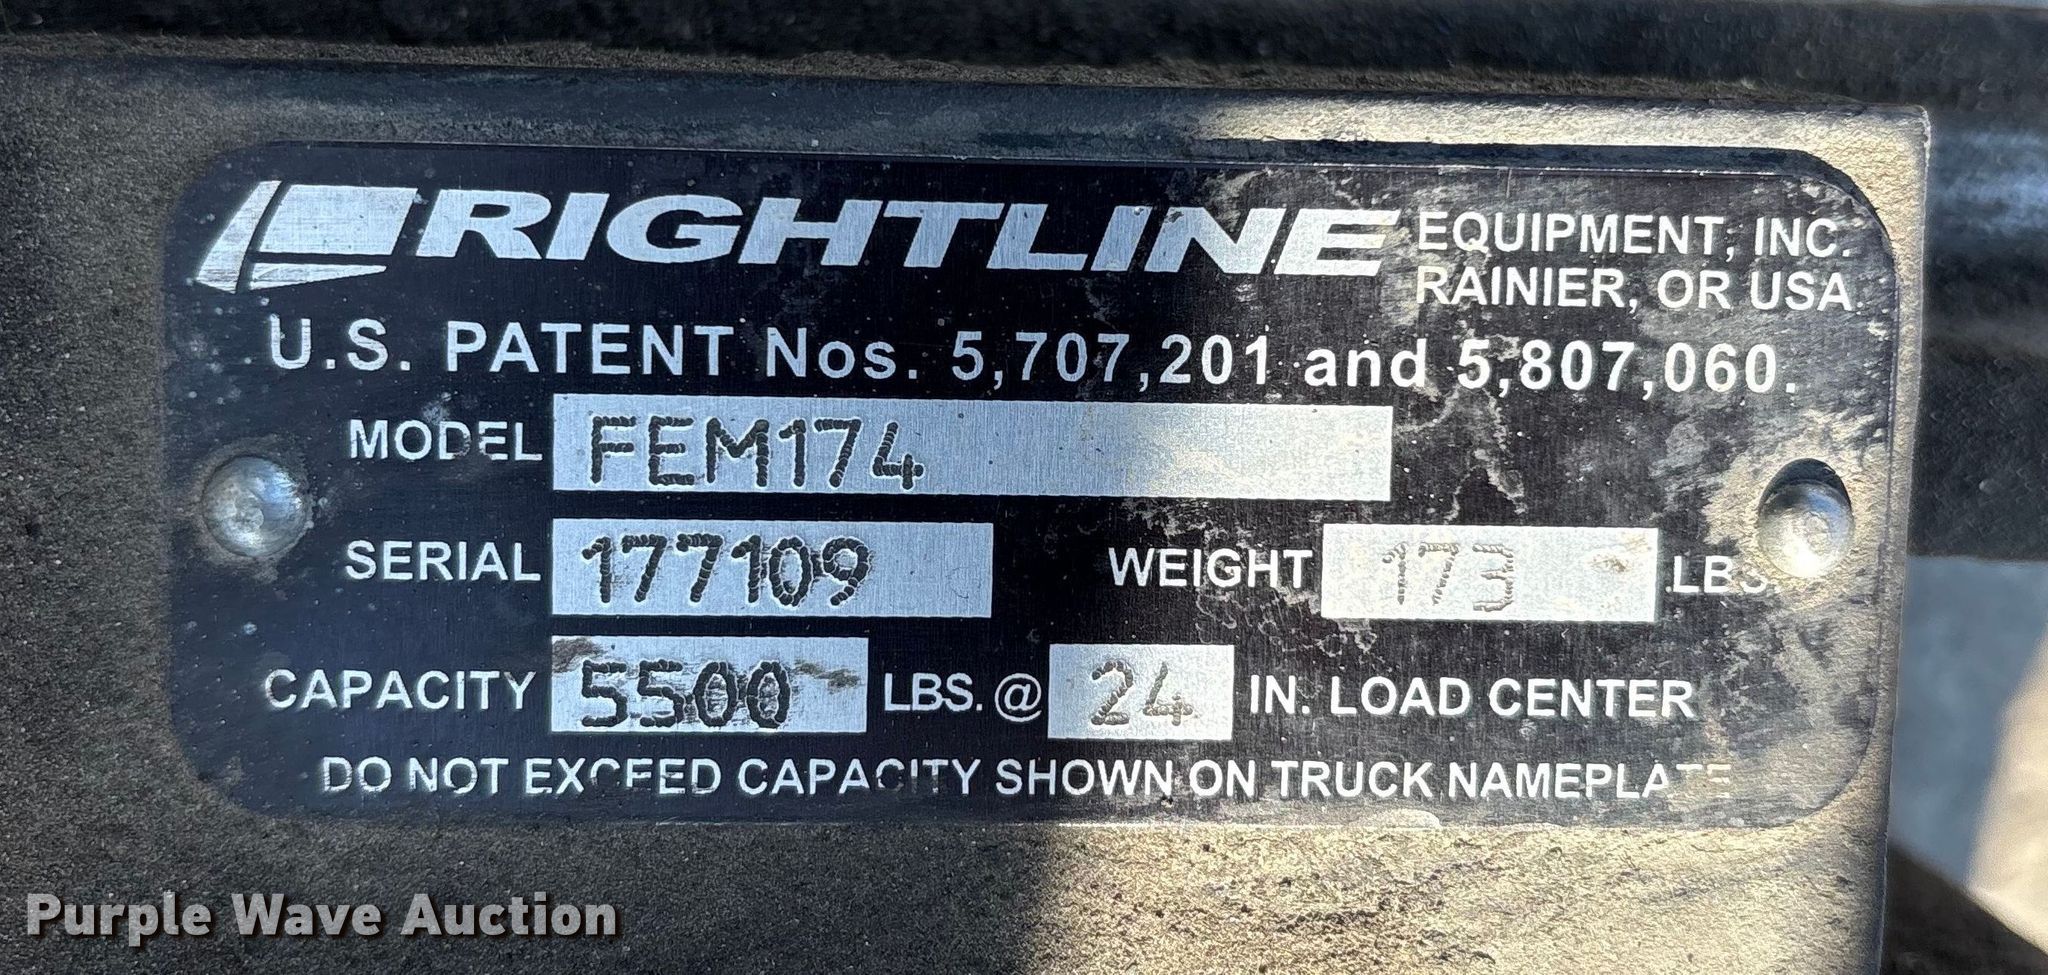 RIGHTLINE EQUIPMENT, INC.
RAINIER, OR USA
U.S. PATENT Nos. 5,707,201 and 5,807,060.
MODEL FEM174
SERIAL 177109 WEIGHT LBS.
CAPACITY 5500 LBS. @ 24 IN. LOAD CENTER
DO NOT EXCEED CAPACITY SHOWN ON TRUCK NAMEPLATE
Purple Wave Auction